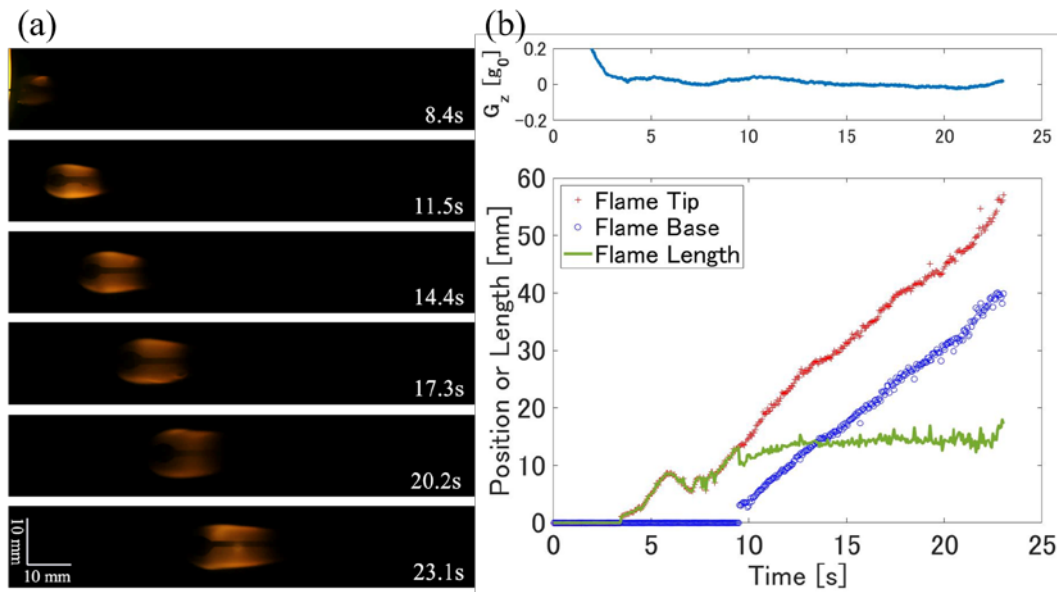 (a)
8.4s
11.5s
14.4s
17.3s
20.2s
10 mm
10 mm
23.1s
(b)
G_z [g_0]
0.2
0
-0.2
0 5 10 15 20 25
Position or Length [mm]
60
50
40
30
20
10
0
Flame Tip
Flame Base
Flame Length
0 5 10 15 20 25
Time [s]